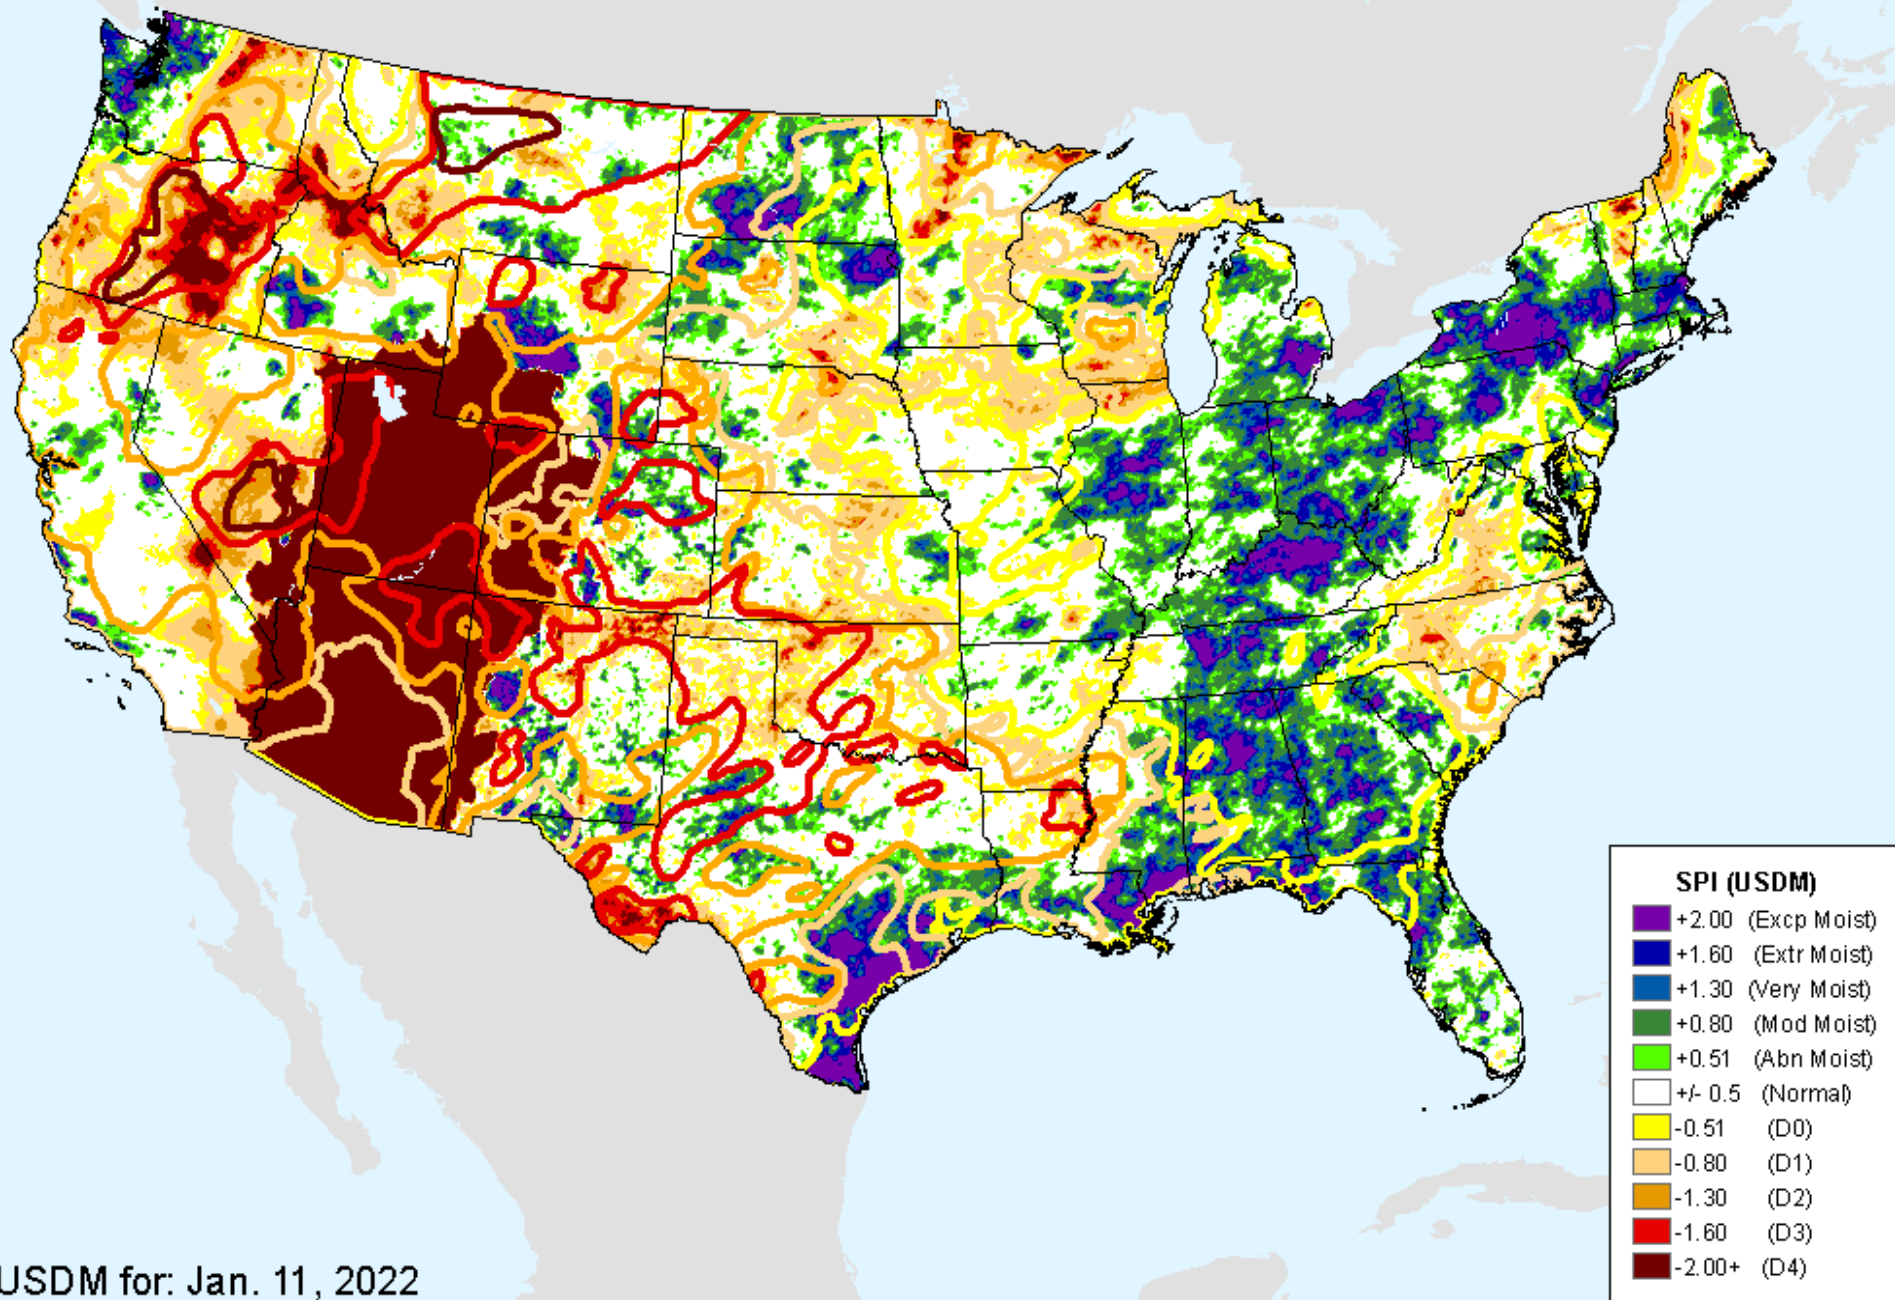 SPI (USDM)
+2.00 (Excp Moist)
+1.60 (Extr Moist)
+1.30 (Very Moist)
+0.80 (Mod Moist)
+0.51 (Abn Moist)
+/- 0.5 (Normal)
-0.51 (D0)
-0.80 (D1)
-1.30 (D2)
-1.60 (D3)
-2.00+ (D4)
USDM for: Jan. 11, 2022